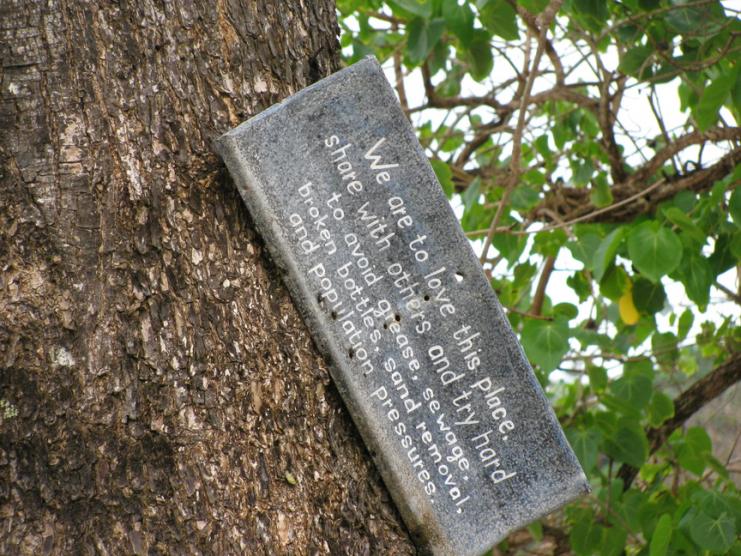 We are to love this place,
share with others and try hard
to avoid grease, sewage,
broken bottles, sand removal,
and population pressures.